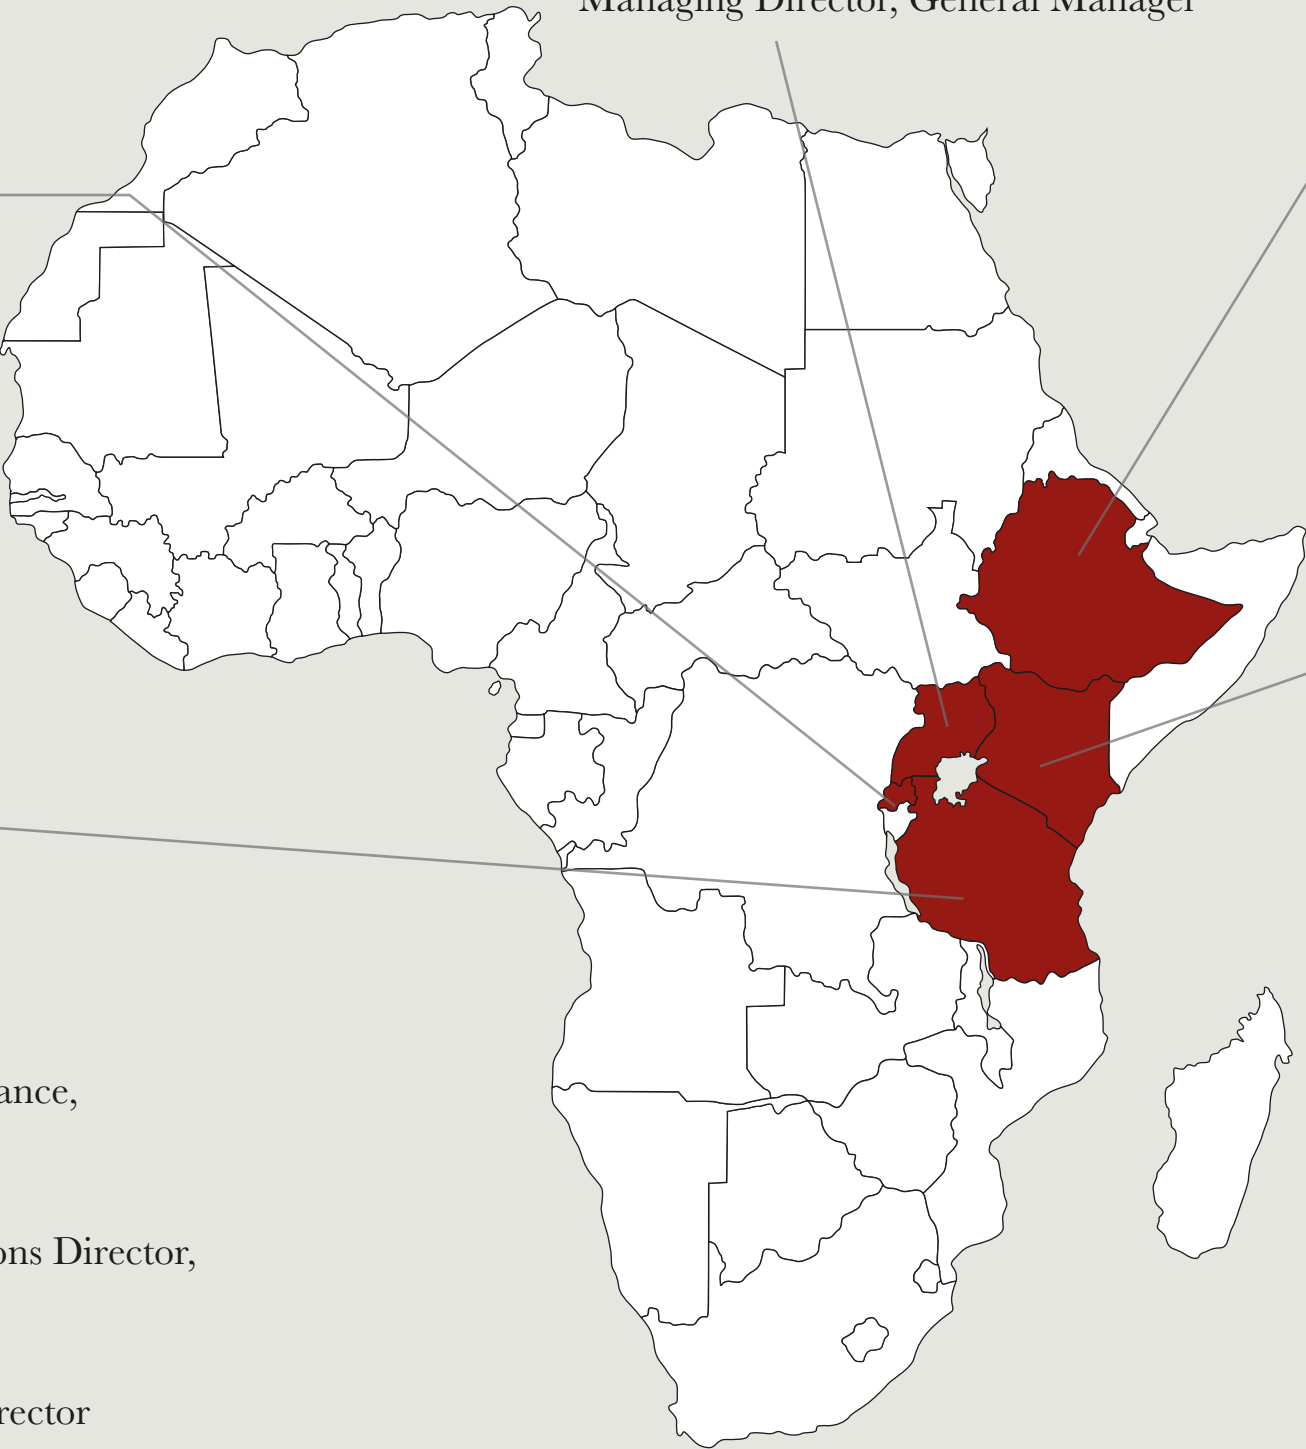 Managing Director, General Manager
ance,
ons Director,
rector